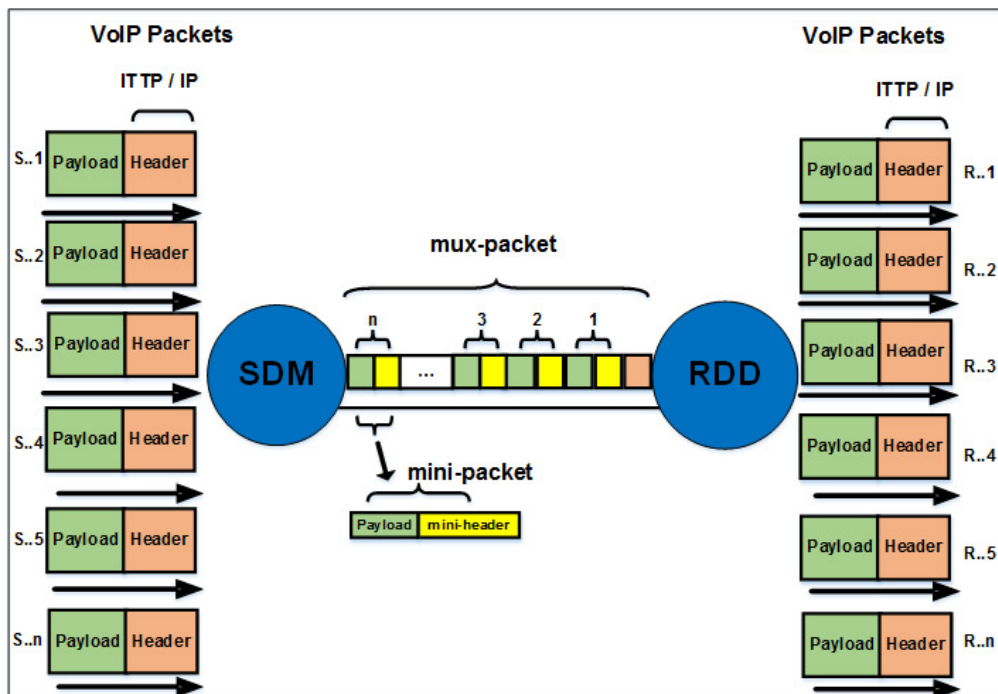 VoIP Packets
ITTP / IP
S..1 Payload Header
S..2 Payload Header
S..3 Payload Header
S..4 Payload Header
S..5 Payload Header
S..n Payload Header
mux-packet
n ... 3 2 1
SDM
RDD
mini-packet
Payload mini-header
VoIP Packets
ITTP / IP
Payload Header R..1
Payload Header R..2
Payload Header R..3
Payload Header R..4
Payload Header R..5
Payload Header R..n